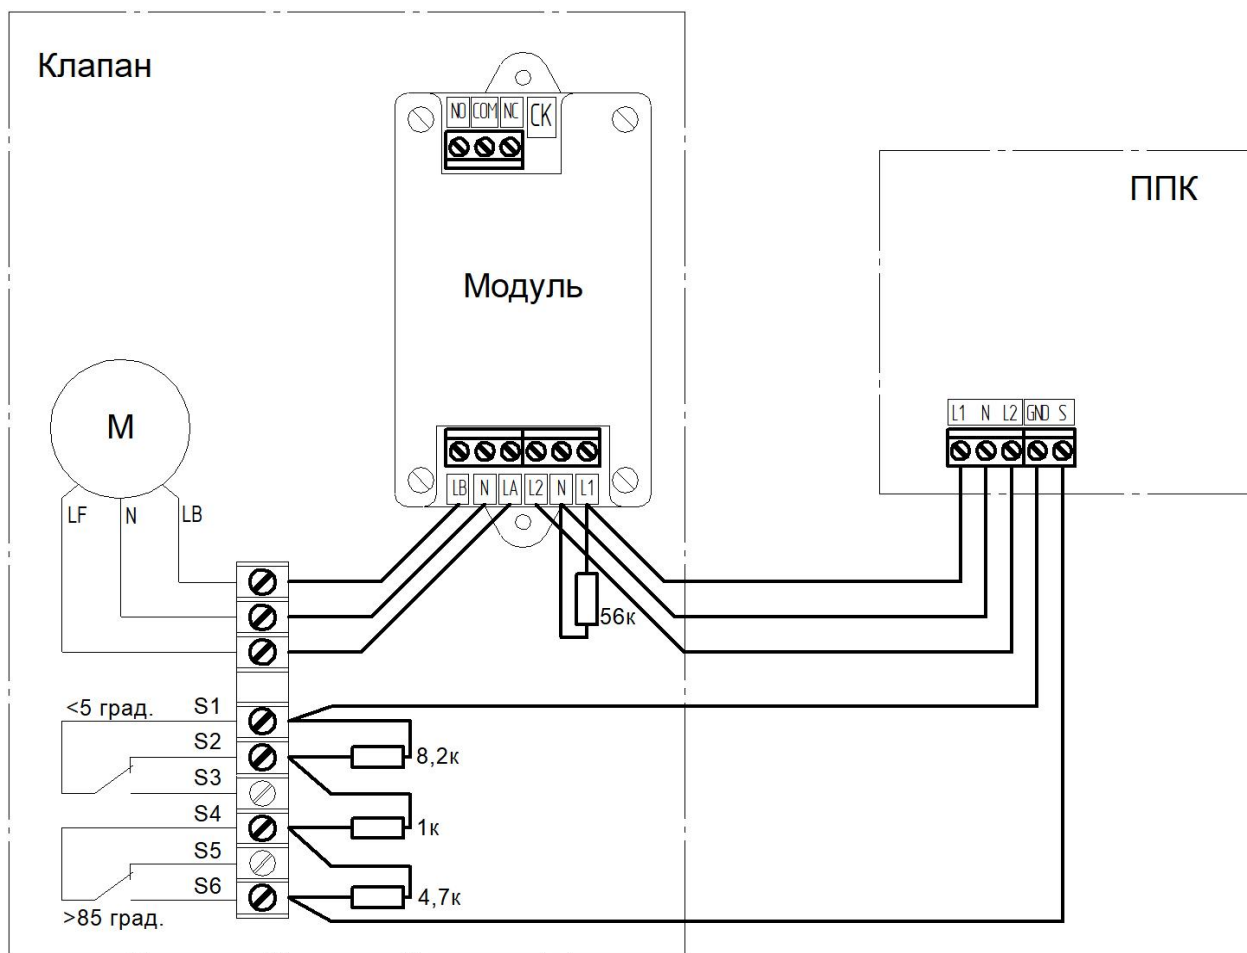 Клапан
NO COM NC CK
ППК
Модуль
L1 N L2 GND S
M
LB N LA L2 N L1
LF N LB
56к
<5 град.
S1
S2
8,2к
S3
S4
1к
S5
S6
4,7к
>85 град.